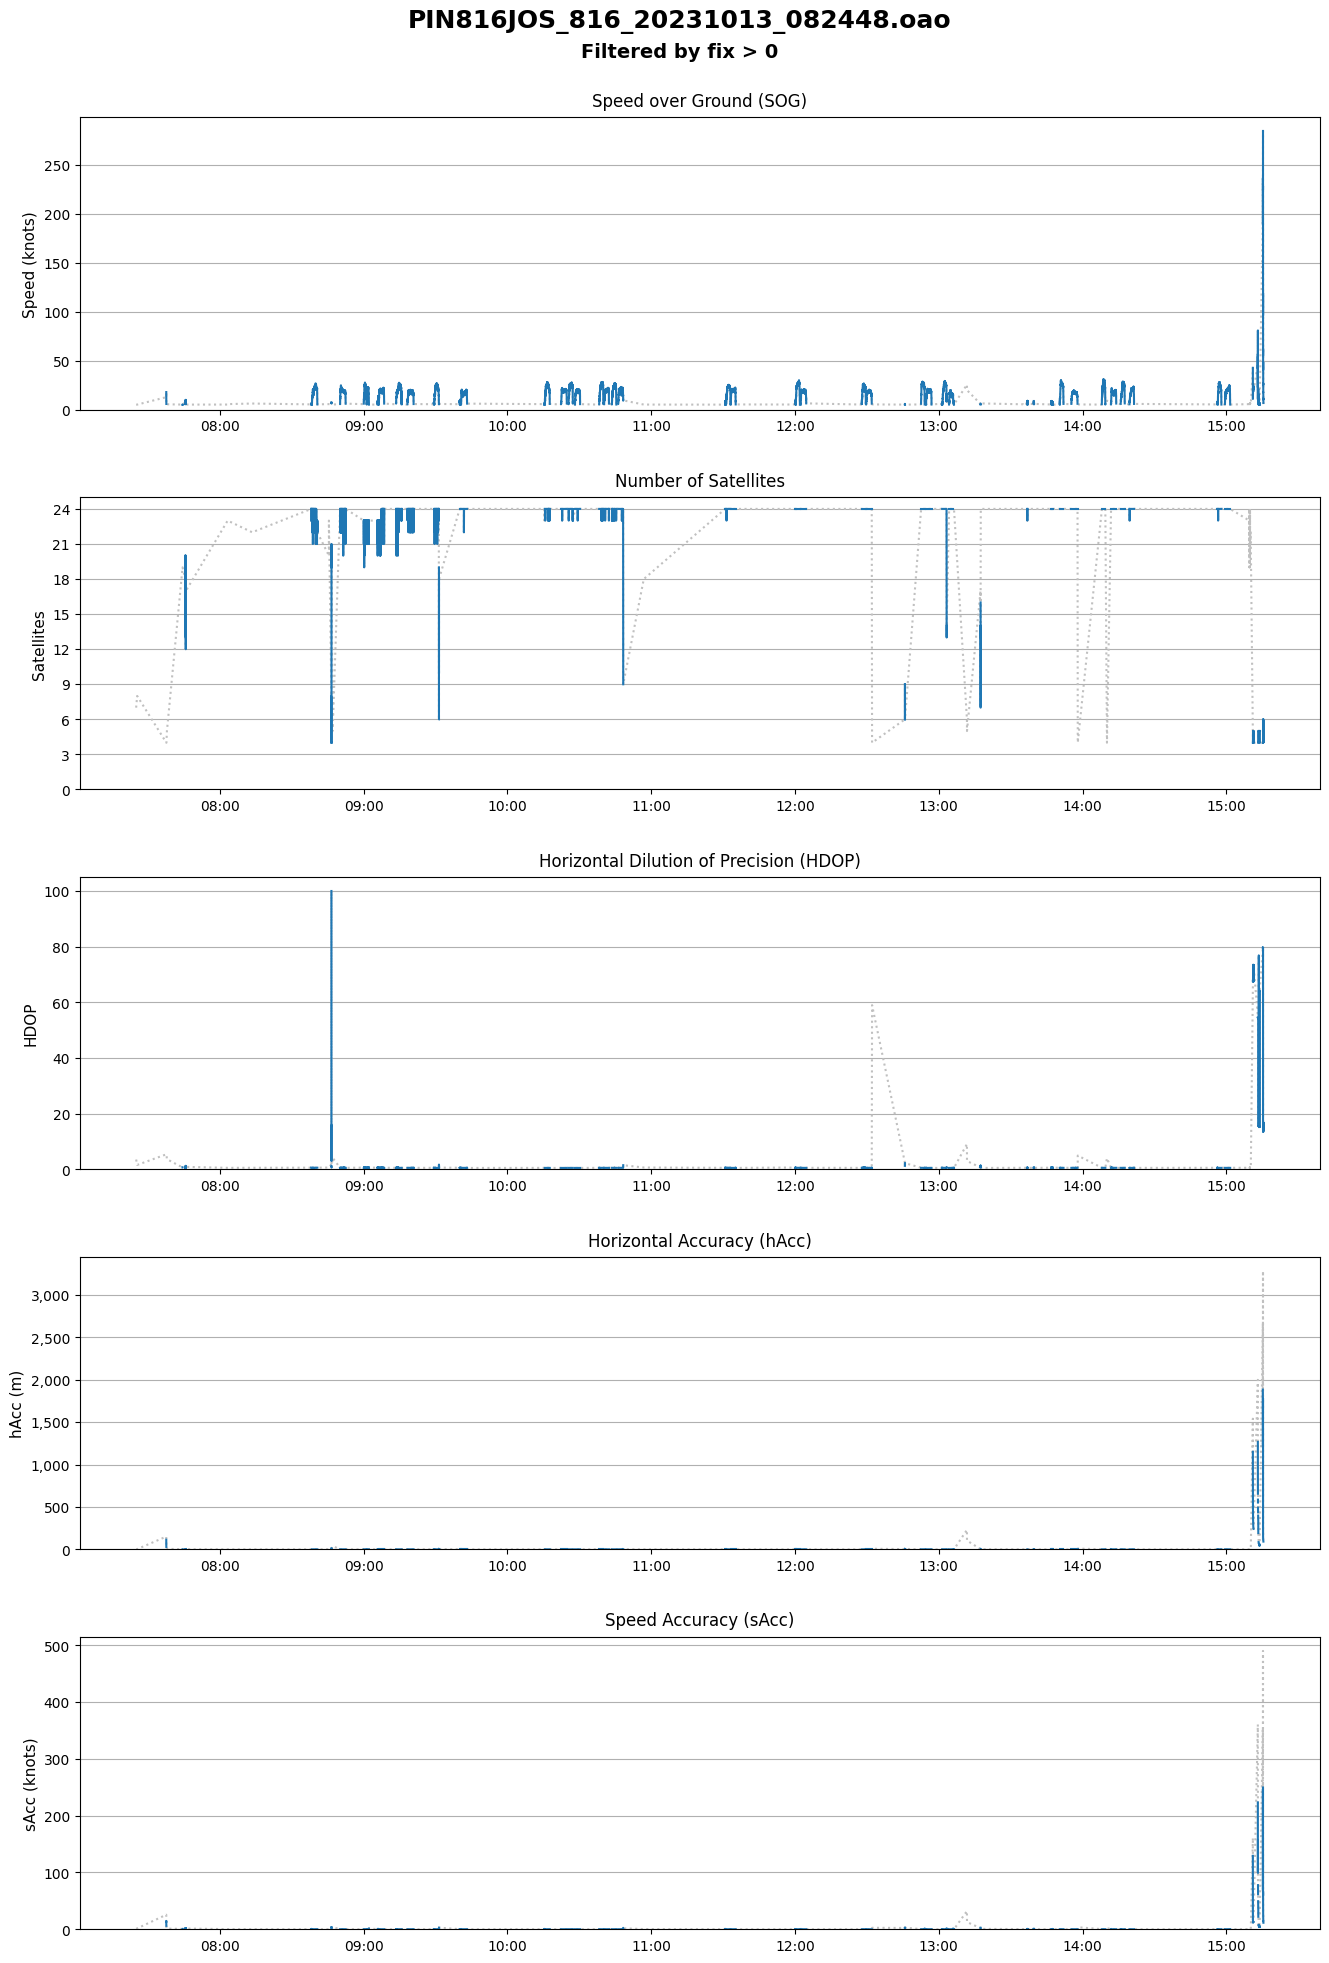 PIN816JOS_816_20231013_082448.oao
Filtered by fix > 0
Speed over Ground (SOG)
Speed (knots)
250
200
150
100
50
0
08:00 09:00 10:00 11:00 12:00 13:00 14:00 15:00
Number of Satellites
Satellites
24
21
18
15
12
9
6
3
0
08:00 09:00 10:00 11:00 12:00 13:00 14:00 15:00
Horizontal Dilution of Precision (HDOP)
HDOP
100
80
60
40
20
0
08:00 09:00 10:00 11:00 12:00 13:00 14:00 15:00
Horizontal Accuracy (hAcc)
hAcc (m)
3,000
2,500
2,000
1,500
1,000
500
0
08:00 09:00 10:00 11:00 12:00 13:00 14:00 15:00
Speed Accuracy (sAcc)
sAcc (knots)
500
400
300
200
100
0
08:00 09:00 10:00 11:00 12:00 13:00 14:00 15:00